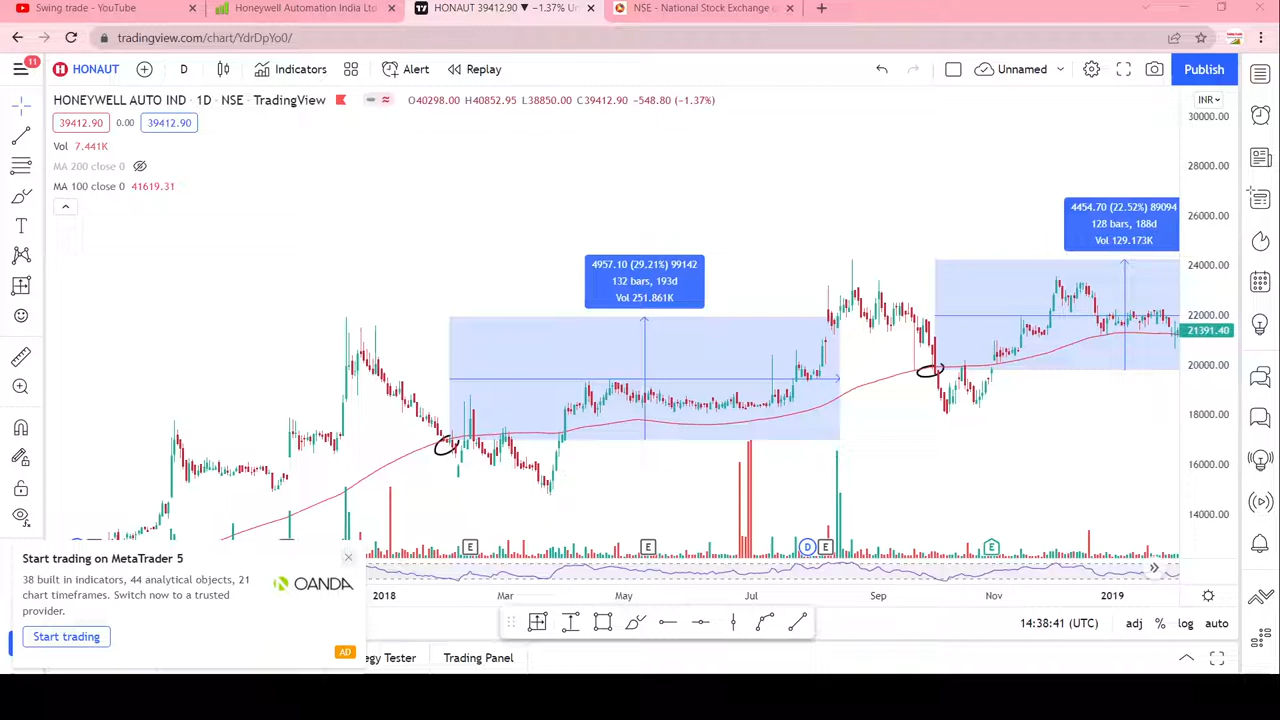 Swing trade - YouTube
Honeywell Automation India Ltd
HONAUT 39412.90 ▼ −1.37% Un
NSE - National Stock Exchange o
tradingview.com/chart/YdrDpYo0/
11
HONAUT
D
Indicators
Alert
Replay
Unnamed
Publish
HONEYWELL AUTO IND · 1D · NSE · TradingView
O40298.00 H40852.95 L38850.00 C39412.90 −548.80 (−1.37%)
INR
39412.90 0.00 39412.90
Vol 7.441K
MA 200 close 0
MA 100 close 0 41619.31
30000.00
28000.00
26000.00
24000.00
22000.00
21391.40
20000.00
18000.00
16000.00
14000.00
4957.10 (29.21%) 99142
132 bars, 193d
Vol 251.861K
4454.70 (22.52%) 89094
128 bars, 188d
Vol 129.173K
E
E
D
E
E
2018
Mar
May
Jul
Sep
Nov
2019
Start trading on MetaTrader 5
38 built in indicators, 44 analytical objects, 21
chart timeframes. Switch now to a trusted
provider.
OANDA
Start trading
AD
14:38:41 (UTC)
adj
%
log
auto
egy Tester
Trading Panel